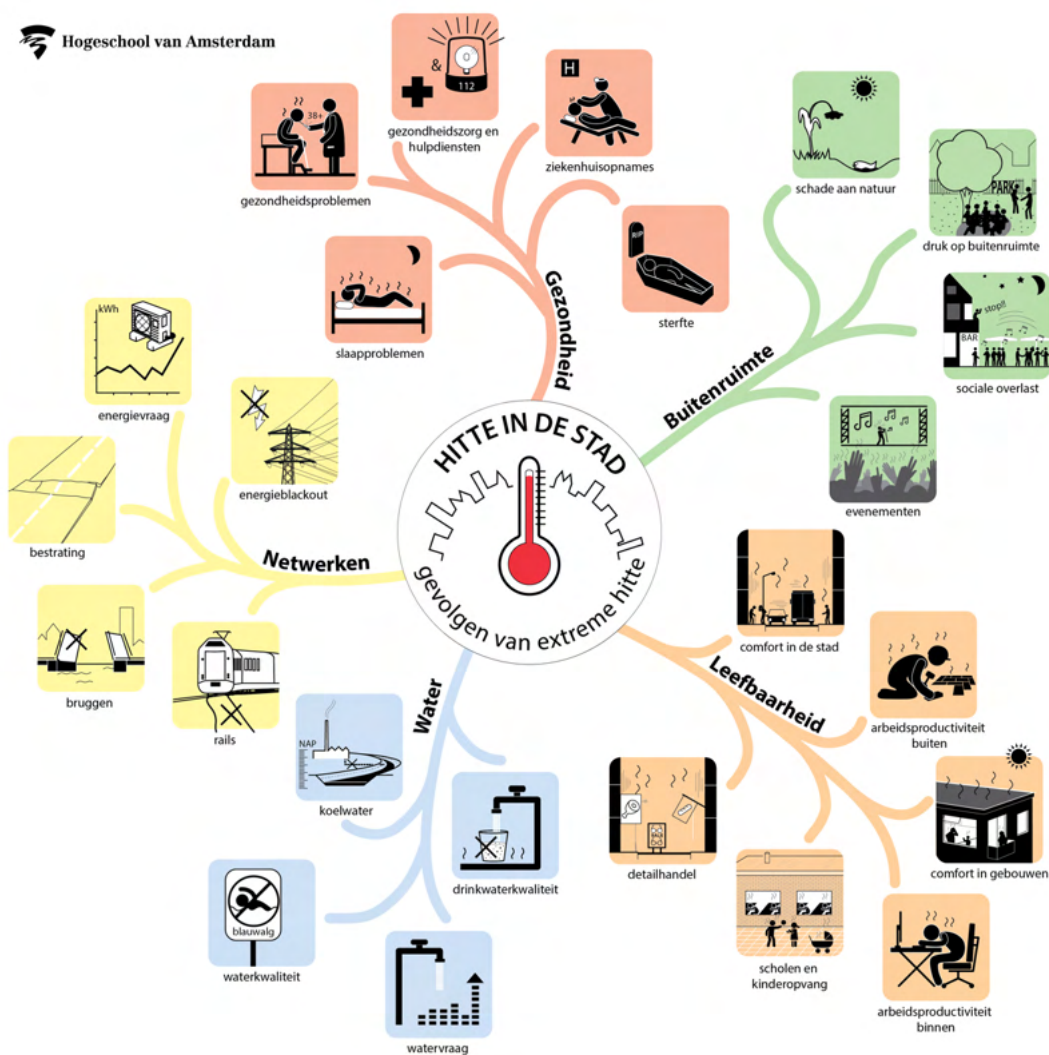 Hogeschool van Amsterdam
HITTE IN DE STAD
gevolgen van extreme hitte
Gezondheid
38+
gezondheidsproblemen
&
112
gezondheidszorg en
hulpdiensten
H
ziekenhuisopnames
RIP
sterfte
slaapproblemen
Buitenruimte
schade aan natuur
PARK
druk op buitenruimte
stop!!
BAR
sociale overlast
evenementen
Leefbaarheid
comfort in de stad
arbeidsproductiviteit
buiten
comfort in gebouwen
arbeidsproductiviteit
binnen
scholen en
kinderopvang
detailhandel
Water
NAP
koelwater
drinkwaterkwaliteit
blauwalg
waterkwaliteit
watervraag
Netwerken
kWh
energievraag
energieblackout
bestrating
bruggen
rails